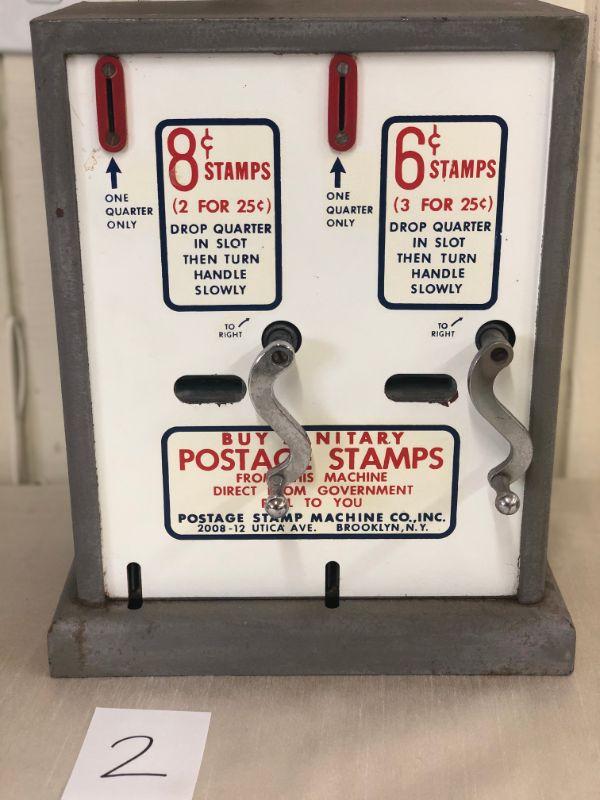 8¢ STAMPS
(2 FOR 25¢)
DROP QUARTER
IN SLOT
THEN TURN
HANDLE
SLOWLY
ONE
QUARTER
ONLY
TO
RIGHT
6¢ STAMPS
(3 FOR 25¢)
DROP QUARTER
IN SLOT
THEN TURN
HANDLE
SLOWLY
ONE
QUARTER
ONLY
TO
RIGHT
BUY NITARY
POSTAGE STAMPS
FROM THIS MACHINE
DIRECT FROM GOVERNMENT
TO YOU
POSTAGE STAMP MACHINE CO., INC.
2008-12 UTICA AVE. BROOKLYN, N.Y.
2